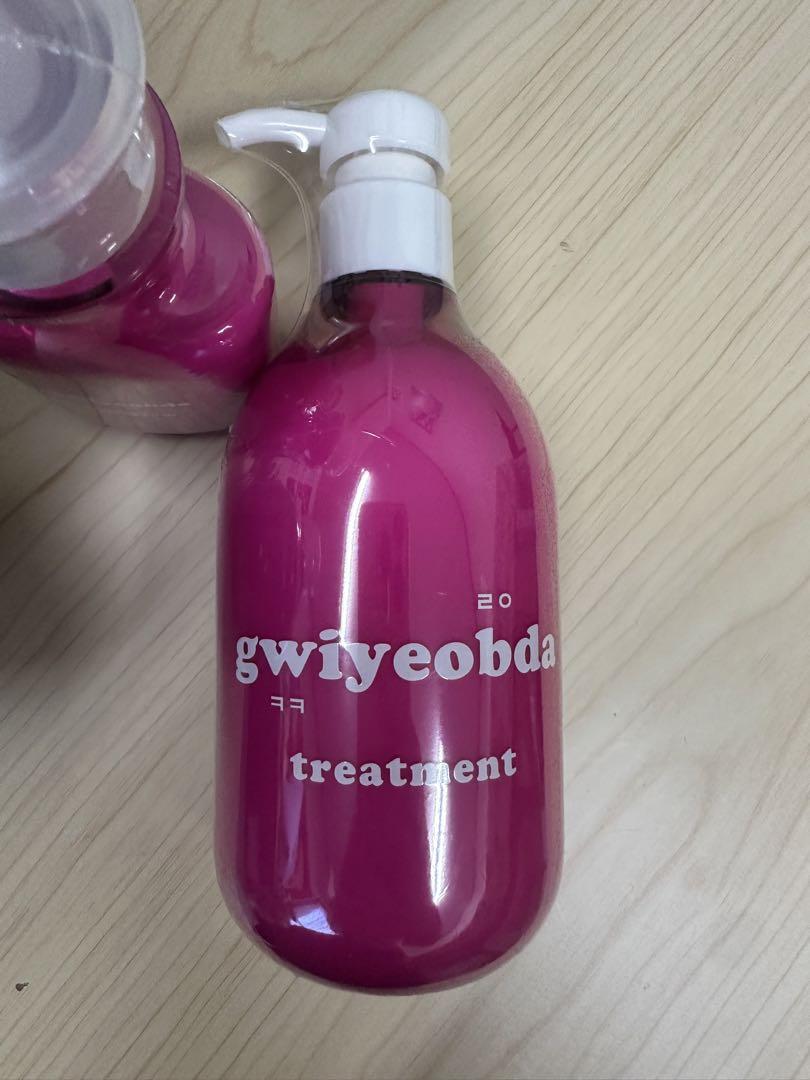 ㄹㅇ
gwiyeobda
ㅋㅋ
treatment